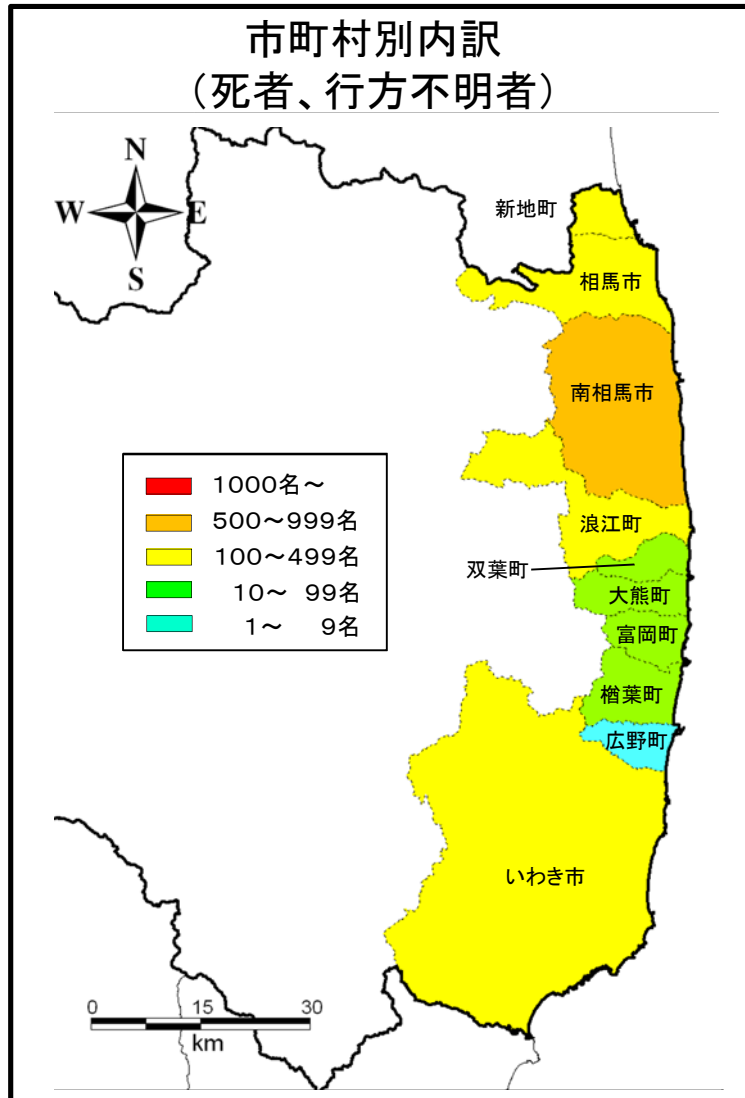 市町村別内訳
（死者、行方不明者）
N
W E
S
新地町
相馬市
南相馬市
1000名～
500～999名
100～499名
10～ 99名
1～ 9名
浪江町
双葉町
大熊町
富岡町
楢葉町
広野町
いわき市
0 15 30
km